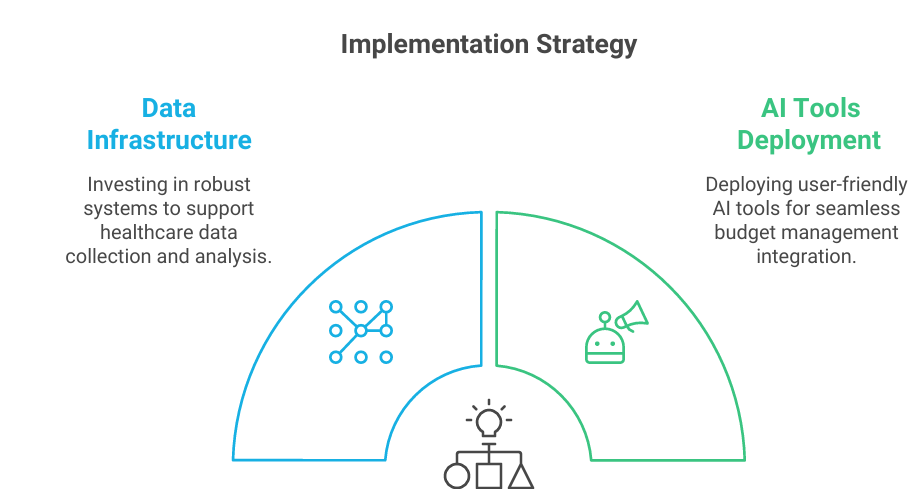 Implementation Strategy
Data
Infrastructure
Investing in robust
systems to support
healthcare data
collection and analysis.
AI Tools
Deployment
Deploying user-friendly
AI tools for seamless
budget management
integration.